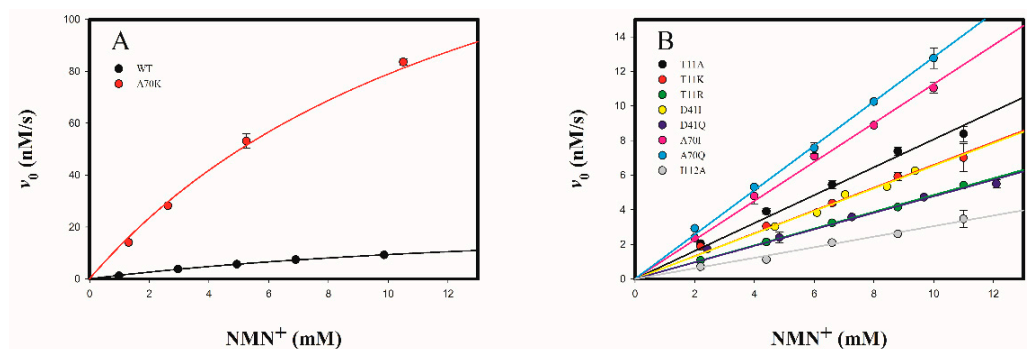 A
WT
A70K
100
80
60
40
20
0
0 2 4 6 8 10 12
v0 (nM/s)
NMN+ (mM)
B
T11A
T11K
T11R
D41I
D41Q
A70I
A70Q
I112A
14
12
10
8
6
4
2
0
0 2 4 6 8 10 12
v0 (nM/s)
NMN+ (mM)